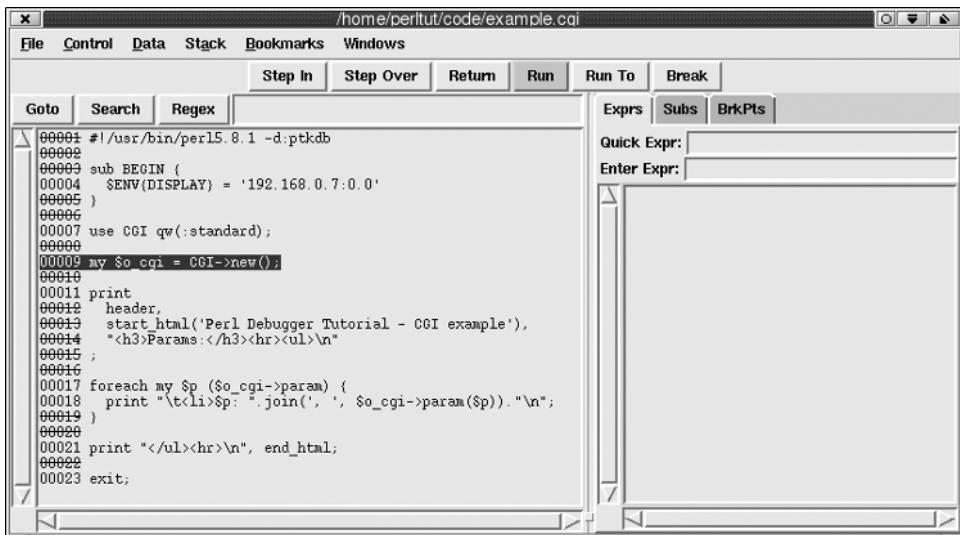 /home/perltut/code/example.cgi
File Control Data Stack Bookmarks Windows
Step In Step Over Return Run Run To Break
Goto Search Regex
00001 #!/usr/bin/perl5.8.1 -d:ptkdb
00002
00003 sub BEGIN {
00004   $ENV{DISPLAY} = '192.168.0.7:0.0'
00005 }
00006
00007 use CGI qw(:standard);
00008
00009 my $o_cgi = CGI->new();
00010
00011 print
00012   header,
00013   start_html('Perl Debugger Tutorial - CGI example'),
00014   "<h3>Params:</h3><hr><ul>\n"
00015 ;
00016
00017 foreach my $p ($o_cgi->param) {
00018   print "\t<li>$p: ".join(', ', $o_cgi->param($p))."\n";
00019 }
00020
00021 print "</ul><hr>\n", end_html;
00022
00023 exit;
Exprs Subs BrkPts
Quick Expr:
Enter Expr: